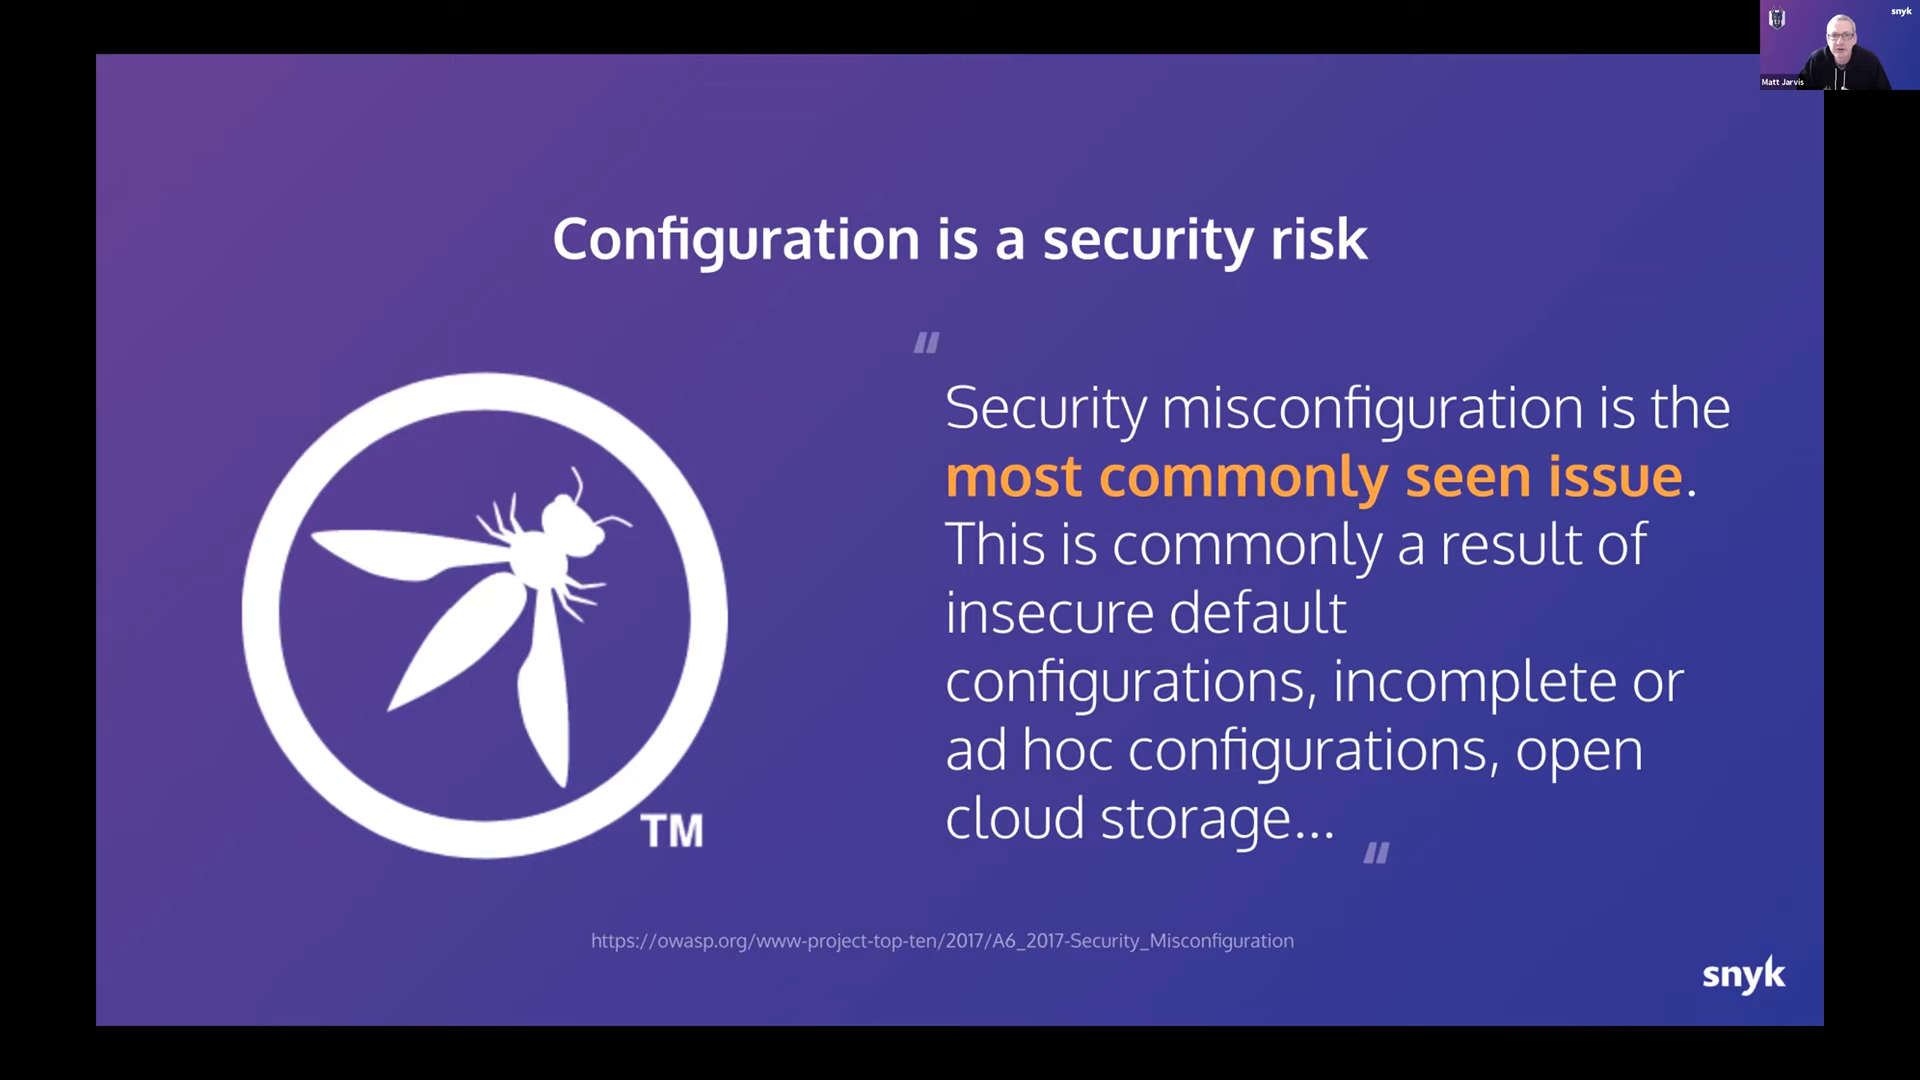 snyk
Matt Jarvis
Configuration is a security risk
"
Security misconfiguration is the
most commonly seen issue.
This is commonly a result of
insecure default
configurations, incomplete or
ad hoc configurations, open
cloud storage...
"
TM
https://owasp.org/www-project-top-ten/2017/A6_2017-Security_Misconfiguration
snyk